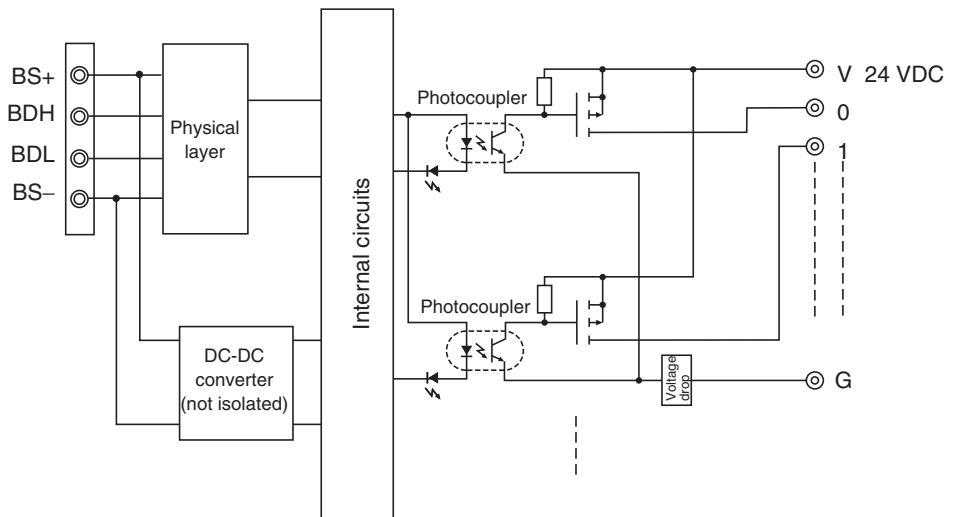 BS+
BDH
BDL
BS–
Physical
layer
DC-DC
converter
(not isolated)
Internal circuits
Photocoupler
Photocoupler
Voltage
drop
V 24 VDC
0
1
G